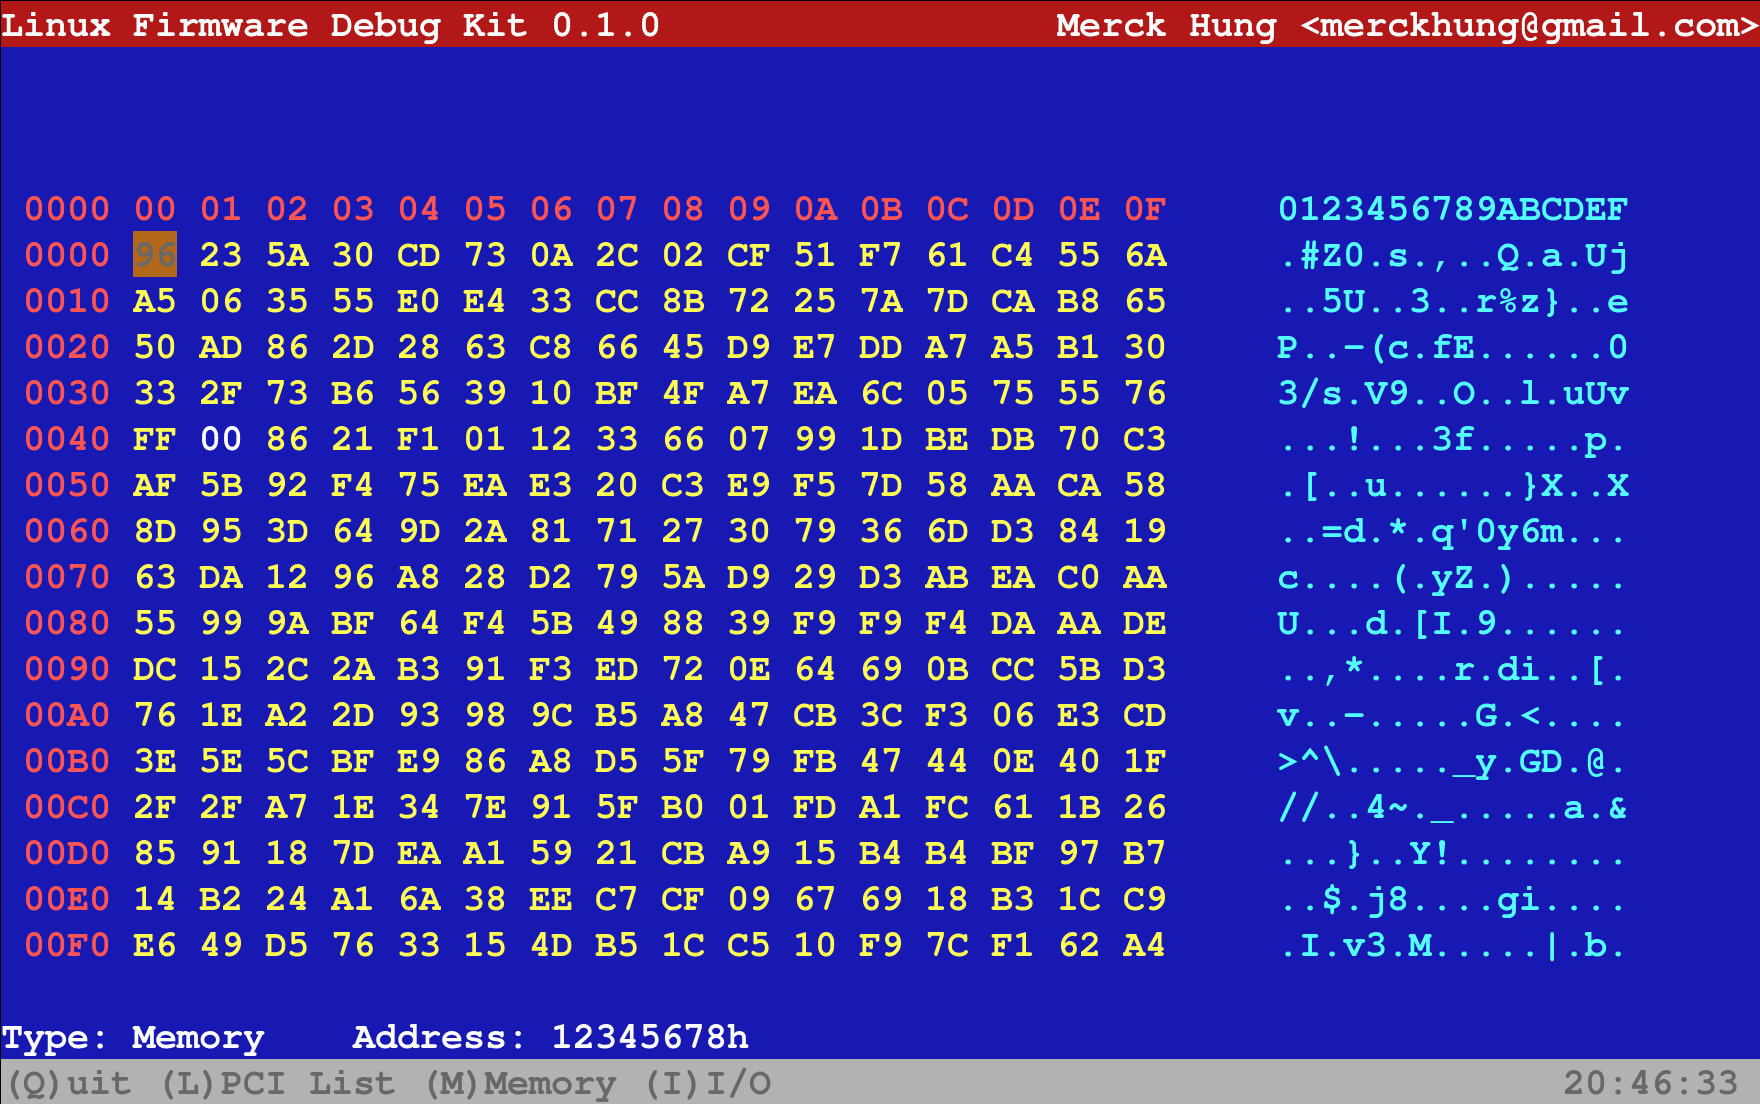 Linux Firmware Debug Kit 0.1.0 Merck Hung <merckhung@gmail.com>
0000 00 01 02 03 04 05 06 07 08 09 0A 0B 0C 0D 0E 0F 0123456789ABCDEF
0000 96 23 5A 30 CD 73 0A 2C 02 CF 51 F7 61 C4 55 6A .#Z0.s.,..Q.a.Uj
0010 A5 06 35 55 E0 E4 33 CC 8B 72 25 7A 7D CA B8 65 ..5U..3..r%z}..e
0020 50 AD 86 2D 28 63 C8 66 45 D9 E7 DD A7 A5 B1 30 P..-(c.fE......0
0030 33 2F 73 B6 56 39 10 BF 4F A7 EA 6C 05 75 55 76 3/s.V9..O..l.uUv
0040 FF 00 86 21 F1 01 12 33 66 07 99 1D BE DB 70 C3 ...!...3f.....p.
0050 AF 5B 92 F4 75 EA E3 20 C3 E9 F5 7D 58 AA CA 58 .[..u......}X..X
0060 8D 95 3D 64 9D 2A 81 71 27 30 79 36 6D D3 84 19 ..=d.*.q'0y6m...
0070 63 DA 12 96 A8 28 D2 79 5A D9 29 D3 AB EA C0 AA c....(.yZ.).....
0080 55 99 9A BF 64 F4 5B 49 88 39 F9 F9 F4 DA AA DE U...d.[I.9......
0090 DC 15 2C 2A B3 91 F3 ED 72 0E 64 69 0B CC 5B D3 ..,*....r.di..[.
00A0 76 1E A2 2D 93 98 9C B5 A8 47 CB 3C F3 06 E3 CD v..-.....G.<....
00B0 3E 5E 5C BF E9 86 A8 D5 5F 79 FB 47 44 0E 40 1F >^\....._y.GD.@.
00C0 2F 2F A7 1E 34 7E 91 5F B0 01 FD A1 FC 61 1B 26 //..4~._.....a.&
00D0 85 91 18 7D EA A1 59 21 CB A9 15 B4 B4 BF 97 B7 ...}..Y!........
00E0 14 B2 24 A1 6A 38 EE C7 CF 09 67 69 18 B3 1C C9 ..$.j8....gi....
00F0 E6 49 D5 76 33 15 4D B5 1C C5 10 F9 7C F1 62 A4 .I.v3.M.....|.b.
Type: Memory Address: 12345678h
(Q)uit (L)PCI List (M)Memory (I)I/O 20:46:33